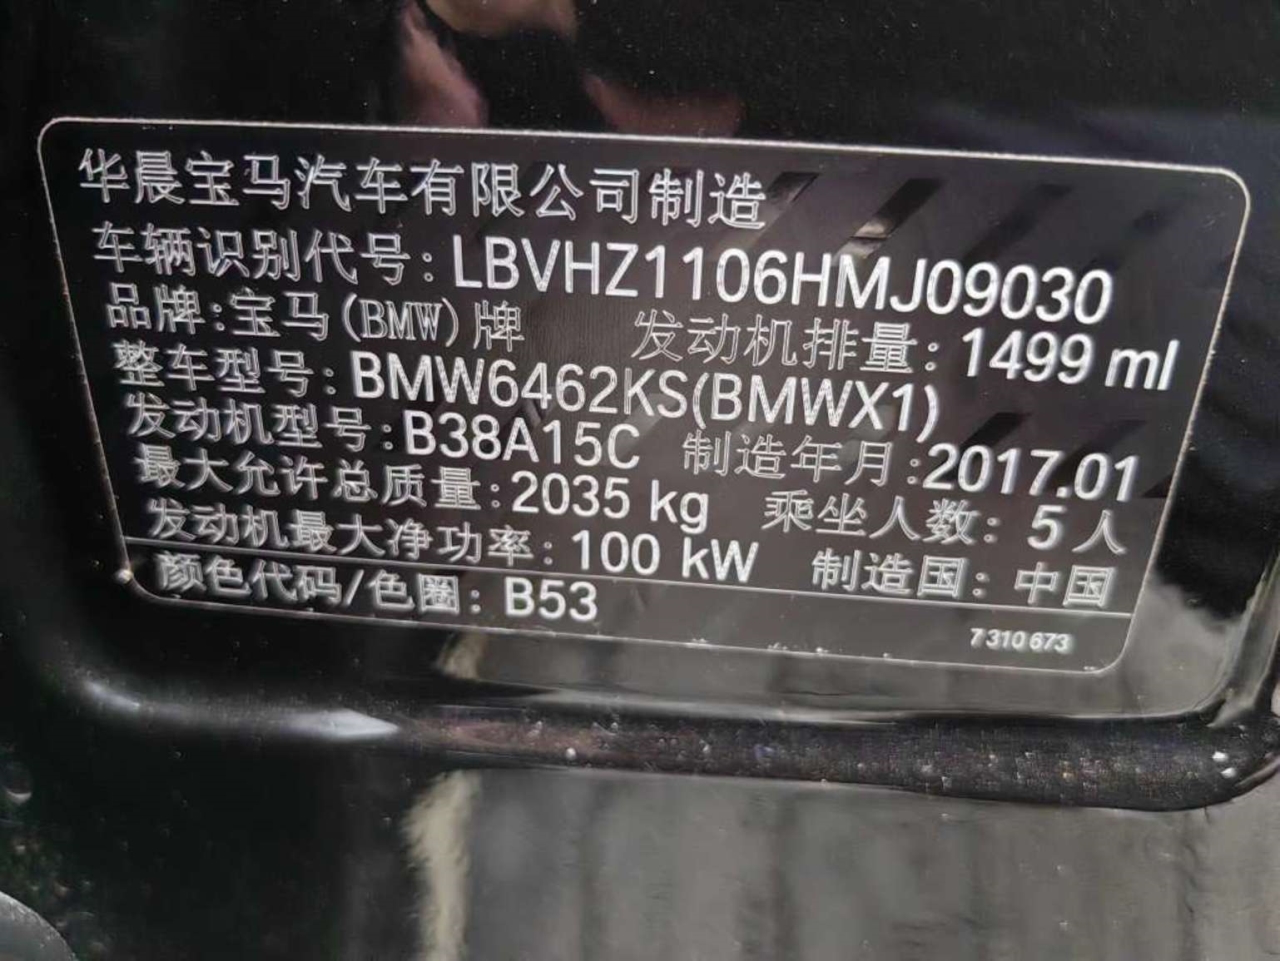 华晨宝马汽车有限公司制造
车辆识别代号：LBVHZ1106HMJ09030
品牌：宝马(BMW)牌 发动机排量：1499 ml
整车型号：BMW6462KS(BMWX1)
发动机型号：B38A15C 制造年月：2017.01
最大允许总质量：2035 kg 乘坐人数：5人
发动机最大净功率：100 kW 制造国：中国
颜色代码/色圈：B53
7310673